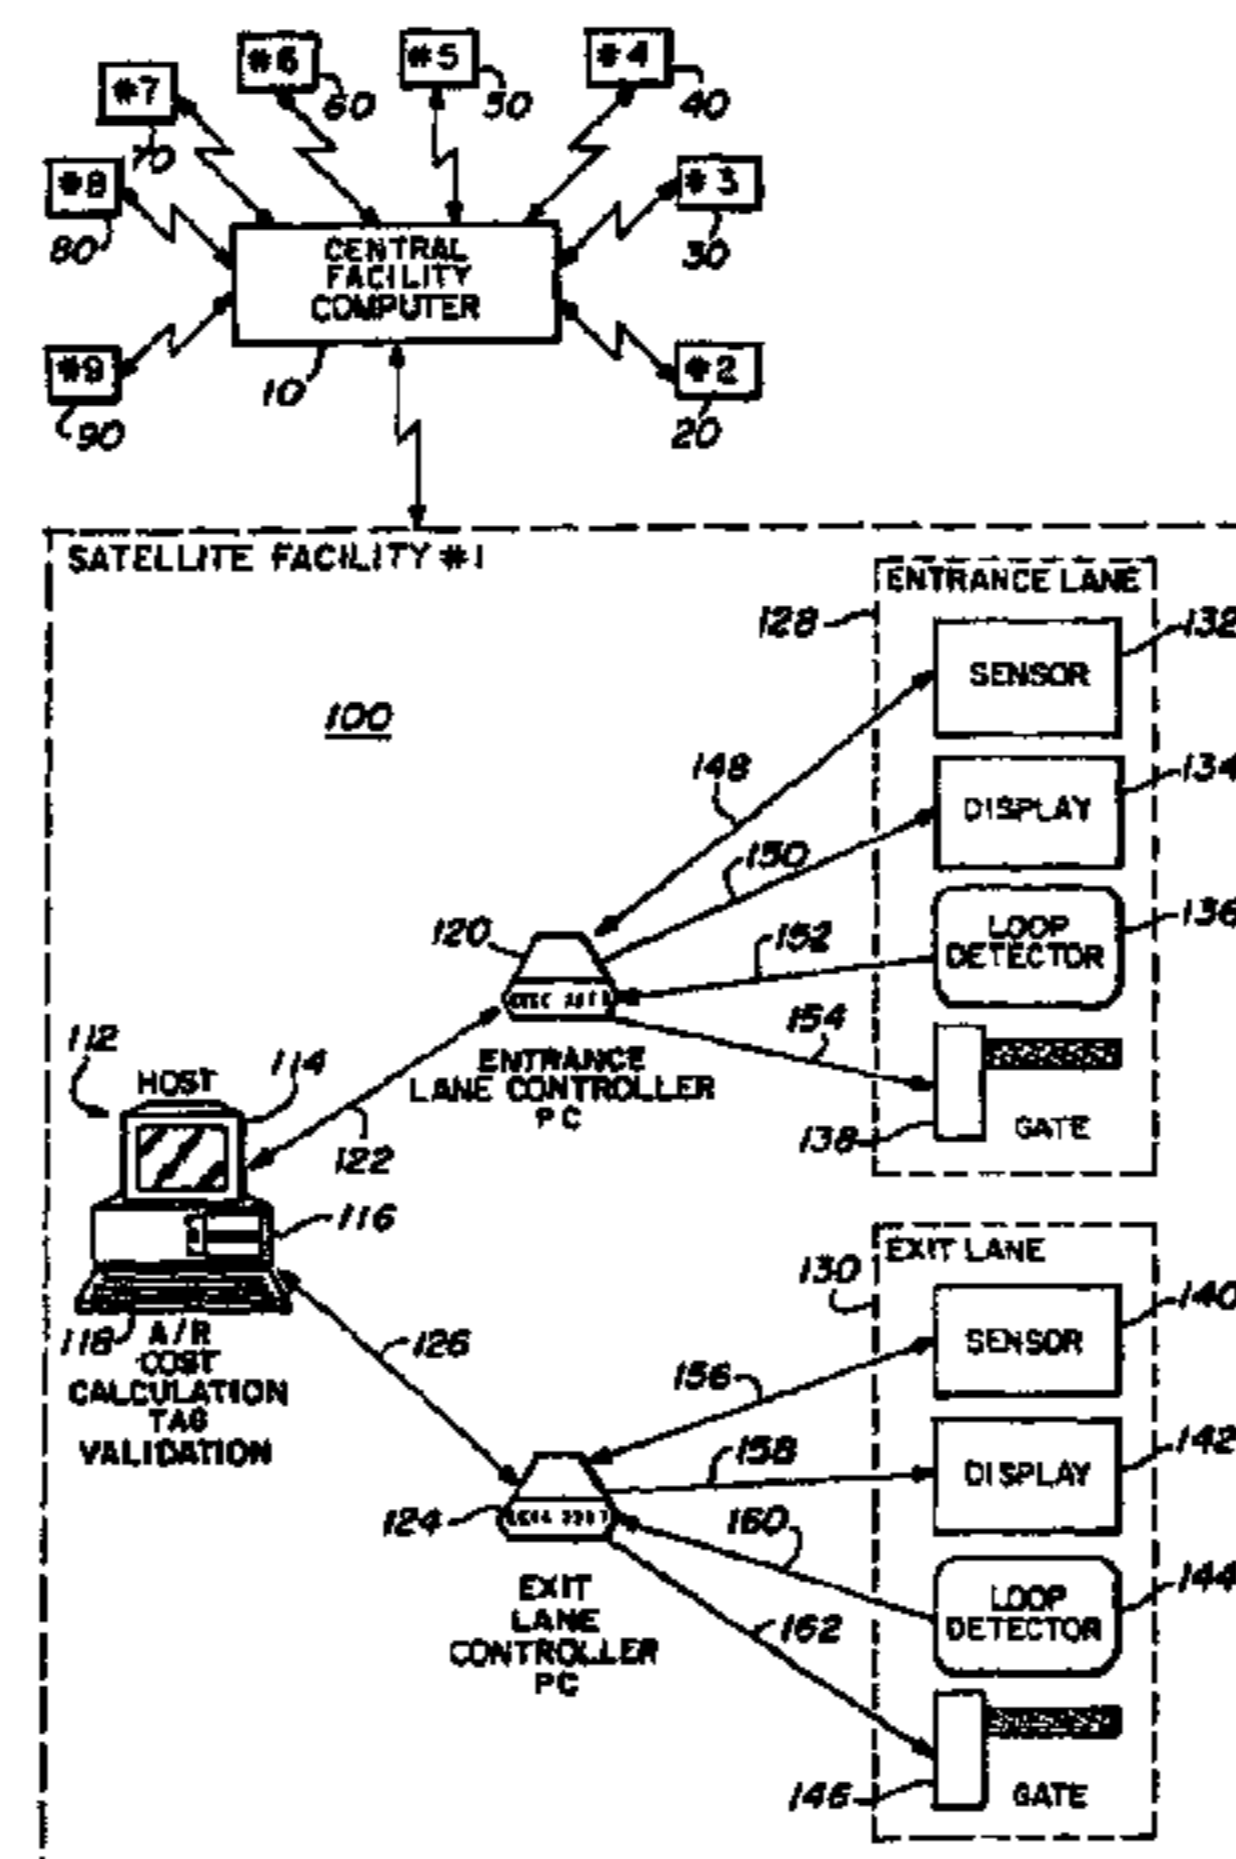 #7
#6
#5
#4
70
60
50
40
#8
80
#3
30
CENTRAL
FACILITY
COMPUTER
10
#9
90
#2
20
SATELLITE FACILITY #1
100
128
ENTRANCE LANE
SENSOR
132
148
DISPLAY
134
150
LOOP
DETECTOR
136
120
152
154
ENTRANCE
LANE CONTROLLER
PC
138
GATE
112
HOST
114
122
116
118
A/R
COST
CALCULATION
TAG
VALIDATION
126
130
EXIT LANE
SENSOR
140
156
DISPLAY
142
158
124
160
LOOP
DETECTOR
144
EXIT
LANE
CONTROLLER
PC
162
146
GATE